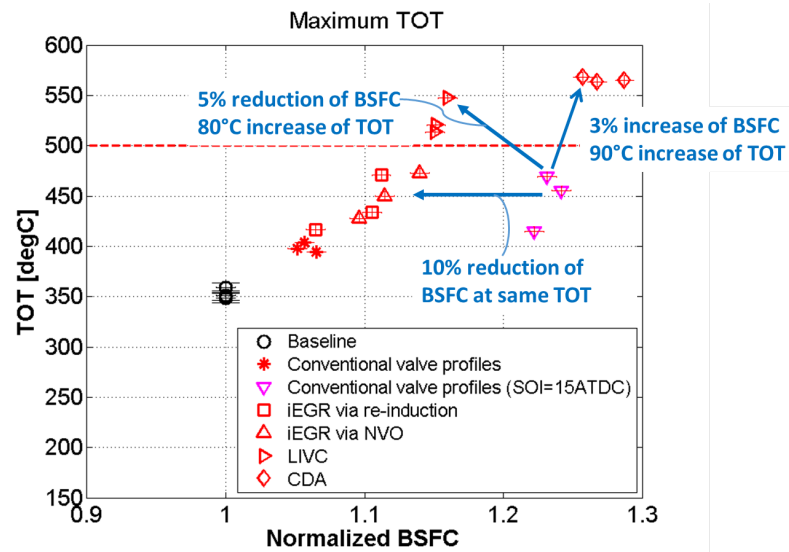 Maximum TOT
600
550
500
450
400
350
300
250
200
150
100
TOT [degC]
5% reduction of BSFC
80°C increase of TOT
3% increase of BSFC
90°C increase of TOT
10% reduction of
BSFC at same TOT
Baseline
Conventional valve profiles
Conventional valve profiles (SOI=15ATDC)
iEGR via re-induction
iEGR via NVO
LIVC
CDA
0.9
1
1.1
1.2
1.3
Normalized BSFC